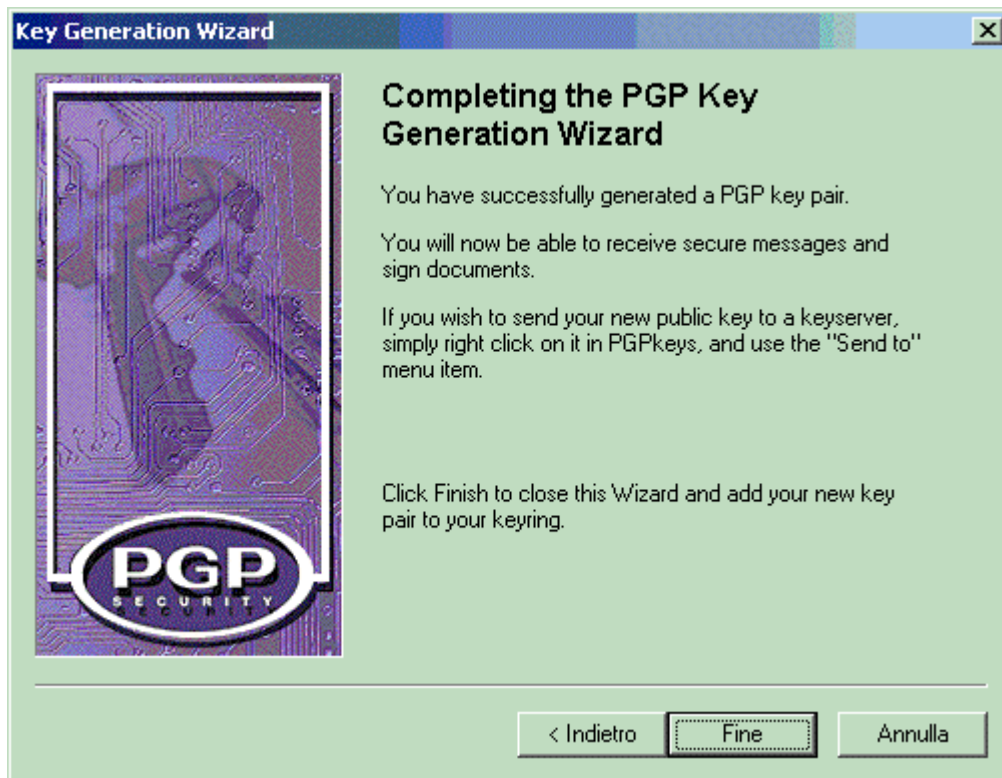 Key Generation Wizard
Completing the PGP Key
Generation Wizard
You have successfully generated a PGP key pair.
You will now be able to receive secure messages and
sign documents.
If you wish to send your new public key to a keyserver,
simply right click on it in PGPkeys, and use the "Send to"
menu item.
Click Finish to close this Wizard and add your new key
pair to your keyring.
PGP
SECURITY
< Indietro
Fine
Annulla